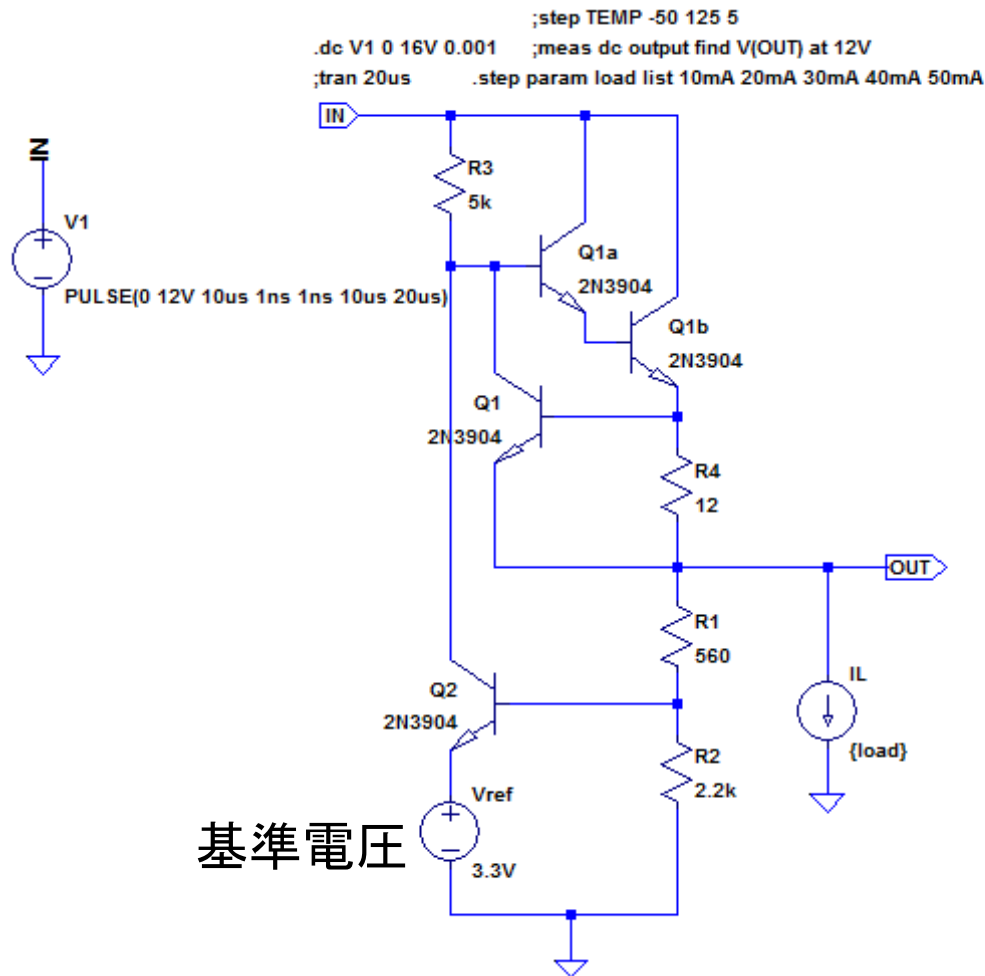 ;step TEMP -50 125 5
.dc V1 0 16V 0.001 ;meas dc output find V(OUT) at 12V
;tran 20us .step param load list 10mA 20mA 30mA 40mA 50mA
IN
IN
R3
5k
V1
PULSE(0 12V 10us 1ns 1ns 10us 20us)
Q1a
2N3904
Q1b
2N3904
Q1
2N3904
R4
12
OUT
R1
560
IL
{load}
Q2
2N3904
R2
2.2k
Vref
3.3V
基準電圧